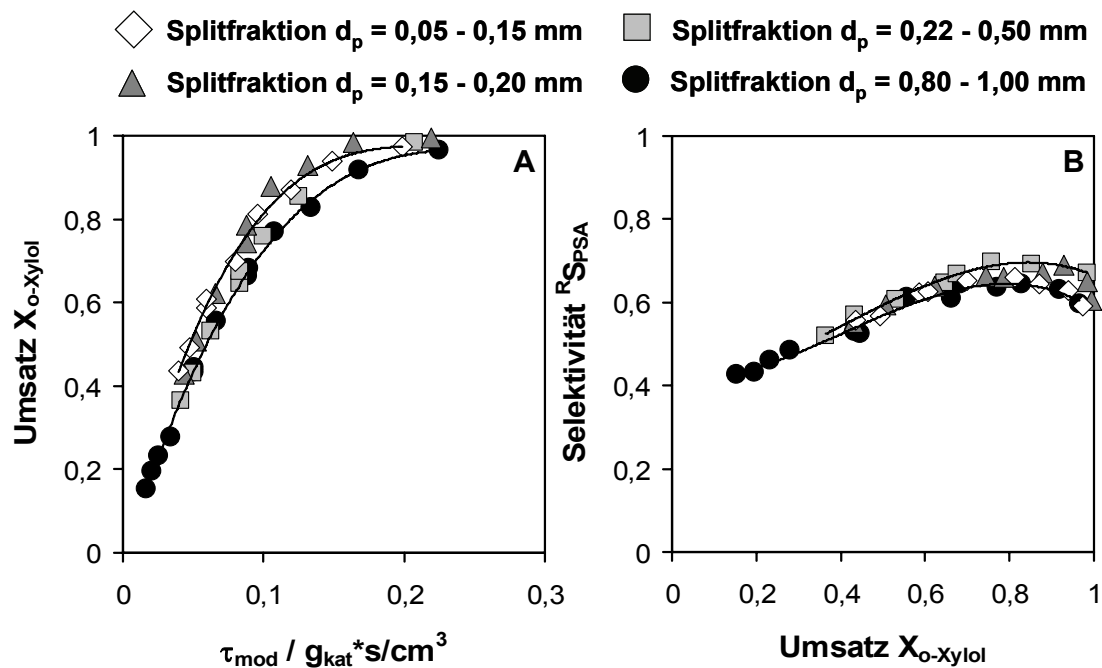 Splitfraktion dp = 0,05 - 0,15 mm
Splitfraktion dp = 0,22 - 0,50 mm
Splitfraktion dp = 0,15 - 0,20 mm
Splitfraktion dp = 0,80 - 1,00 mm
A
Umsatz Xo-Xylol
1
0,8
0,6
0,4
0,2
0
0 0,1 0,2 0,3
τmod / gkat*s/cm³
B
Selektivität ᴿSPSA
1
0,8
0,6
0,4
0,2
0
0 0,2 0,4 0,6 0,8 1
Umsatz Xo-Xylol